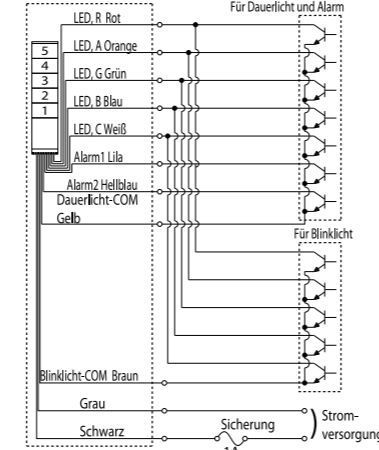 Für Dauerlicht und Alarm
LED, R Rot
LED, A Orange
LED, G Grün
LED, B Blau
LED, C Weiß
Alarm1 Lila
Alarm2 Hellblau
Dauerlicht-COM
Gelb
5
4
3
2
1
Für Blinklicht
Blinklicht-COM Braun
Grau
Schwarz
Sicherung
1A
Strom-
versorgung